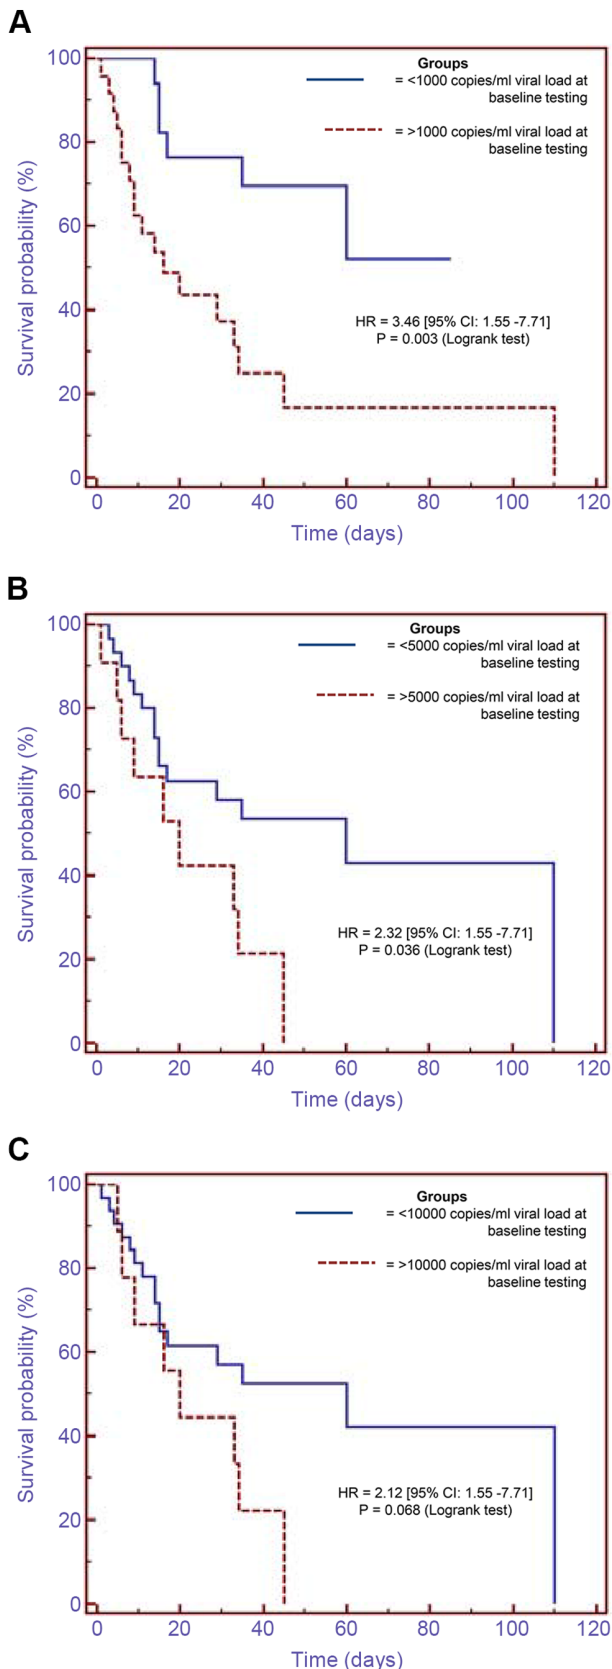 A
Groups
= <1000 copies/ml viral load at
baseline testing
= >1000 copies/ml viral load at
baseline testing
Survival probability (%)
100
80
60
40
20
0
HR = 3.46 [95% CI: 1.55 -7.71]
P = 0.003 (Logrank test)
0 20 40 60 80 100 120
Time (days)
B
Groups
= <5000 copies/ml viral load at
baseline testing
= >5000 copies/ml viral load at
baseline testing
Survival probability (%)
100
80
60
40
20
0
HR = 2.32 [95% CI: 1.55 -7.71]
P = 0.036 (Logrank test)
0 20 40 60 80 100 120
Time (days)
C
Groups
= <10000 copies/ml viral load at
baseline testing
= >10000 copies/ml viral load at
baseline testing
Survival probability (%)
100
80
60
40
20
0
HR = 2.12 [95% CI: 1.55 -7.71]
P = 0.068 (Logrank test)
0 20 40 60 80 100 120
Time (days)